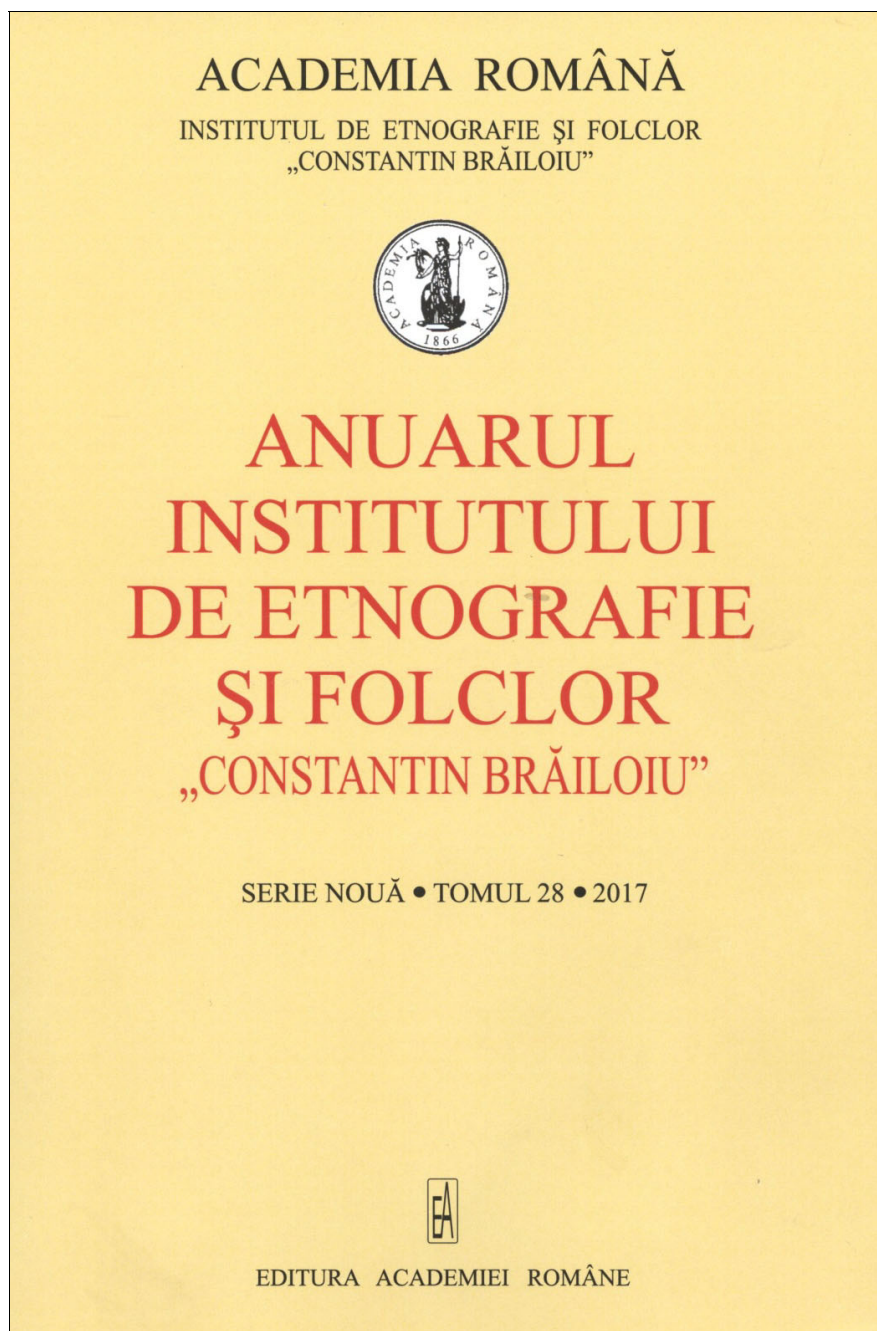 ACADEMIA ROMÂNĂ
INSTITUTUL DE ETNOGRAFIE ŞI FOLCLOR
„CONSTANTIN BRĂILOIU”
ACADEMIA ROMÂNĂ
1866
ANUARUL
INSTITUTULUI
DE ETNOGRAFIE
ŞI FOLCLOR
„CONSTANTIN BRĂILOIU”
SERIE NOUĂ • TOMUL 28 • 2017
EA
EDITURA ACADEMIEI ROMÂNE